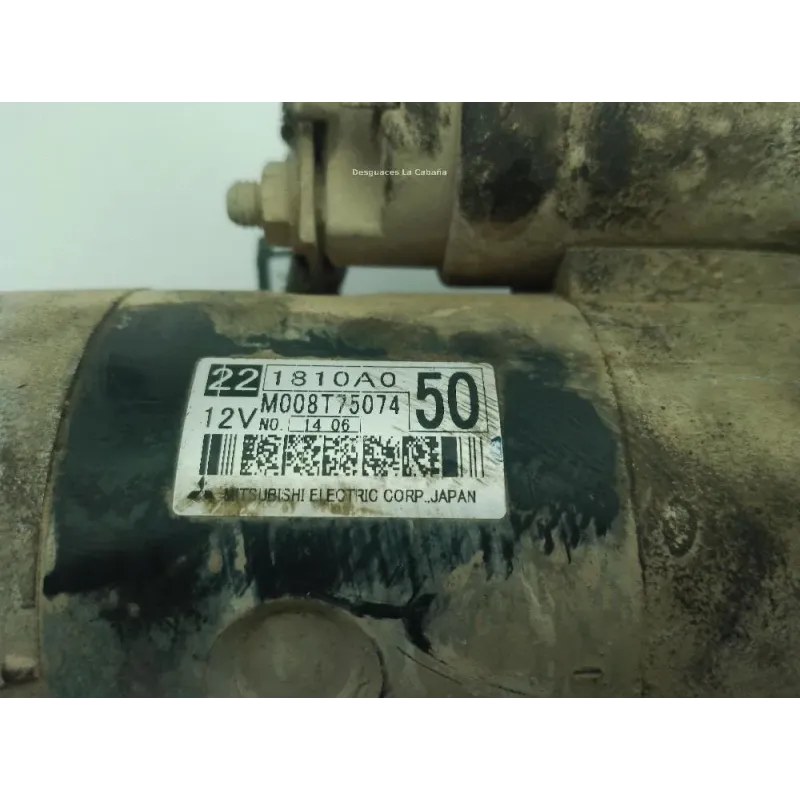 Desguaces La Cabaña
22 1810A0 50
12V M008T75074
NO. 14 06
MITSUBISHI ELECTRIC CORP.,JAPAN